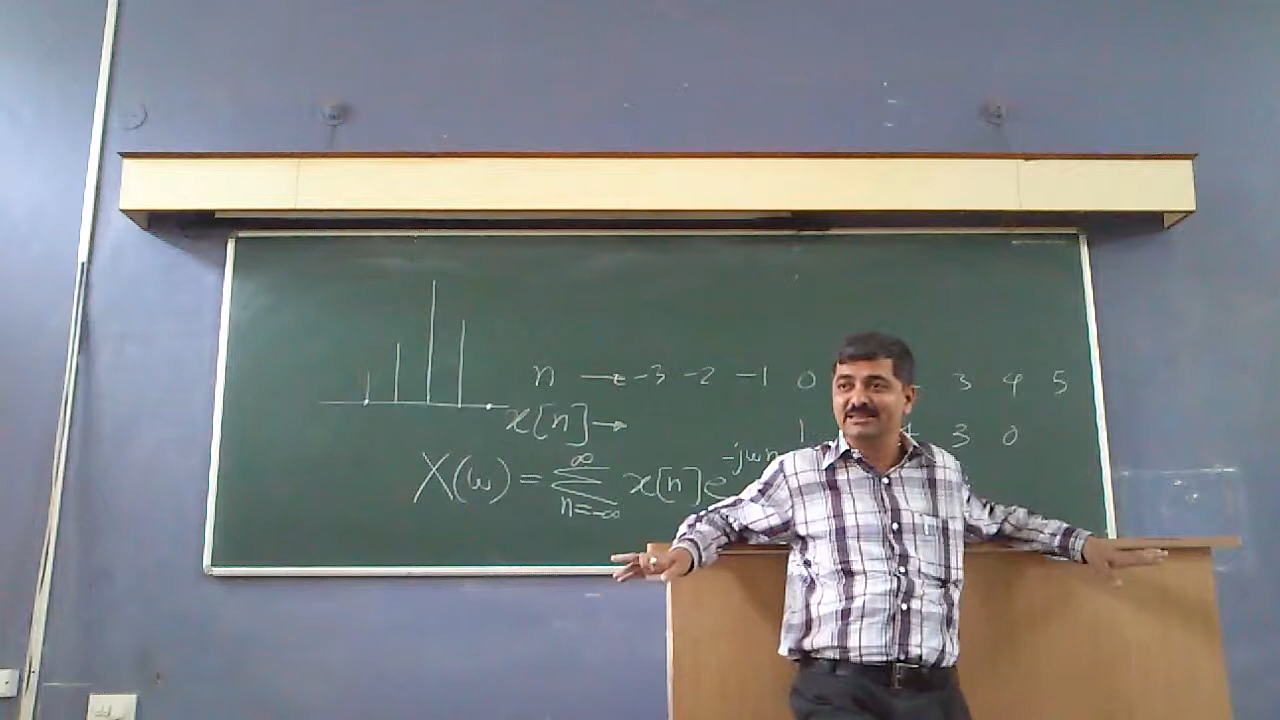 n → -3 -2 -1 0 3 4 5
x[n] → 1 3 0
X(ω) = ∞ Σ n=-∞ x[n] e -jωn